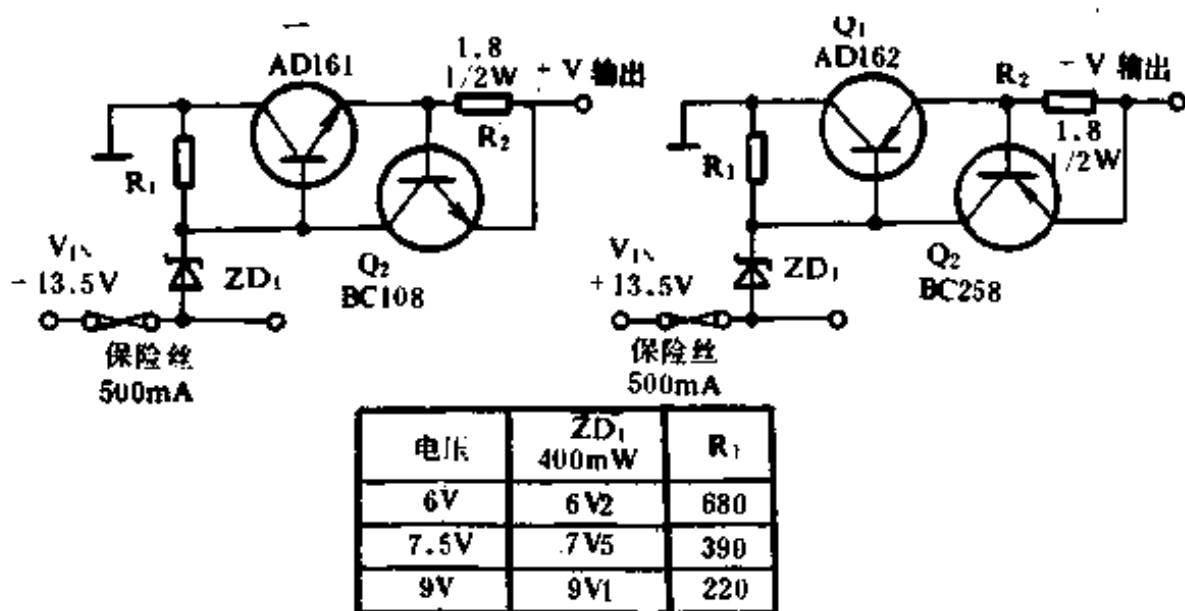 AD161
1.8
1/2W
+ V 输出
R₂
R₁
V
- 13.5V
ZD₁
Q₂
BC108
保险丝
500mA
Q₁
AD162
R₂
- V 输出
1.8
/2W
R₁
V
+ 13.5V
ZD₁
Q₂
BC258
保险丝
500mA
电压 ZD₁ 400mW R₁
6V 6V2 680
7.5V 7V5 390
9V 9V1 220